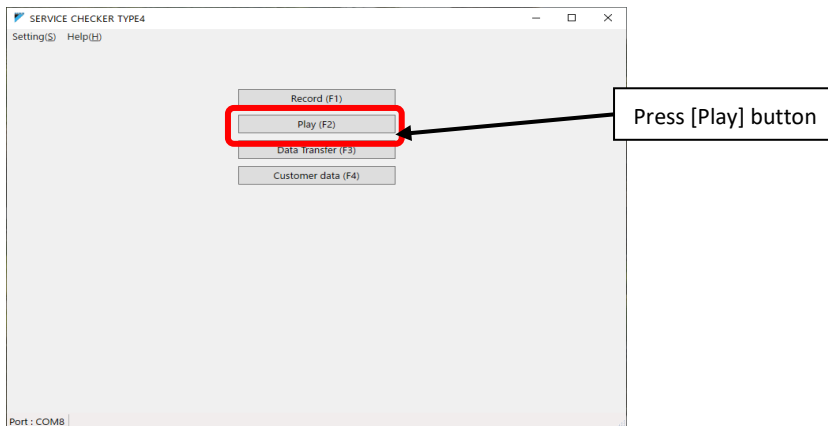 SERVICE CHECKER TYPE4
Setting(S) Help(H)
Record (F1)
Play (F2)
Press [Play] button
Data Transfer (F3)
Customer data (F4)
Port : COM8